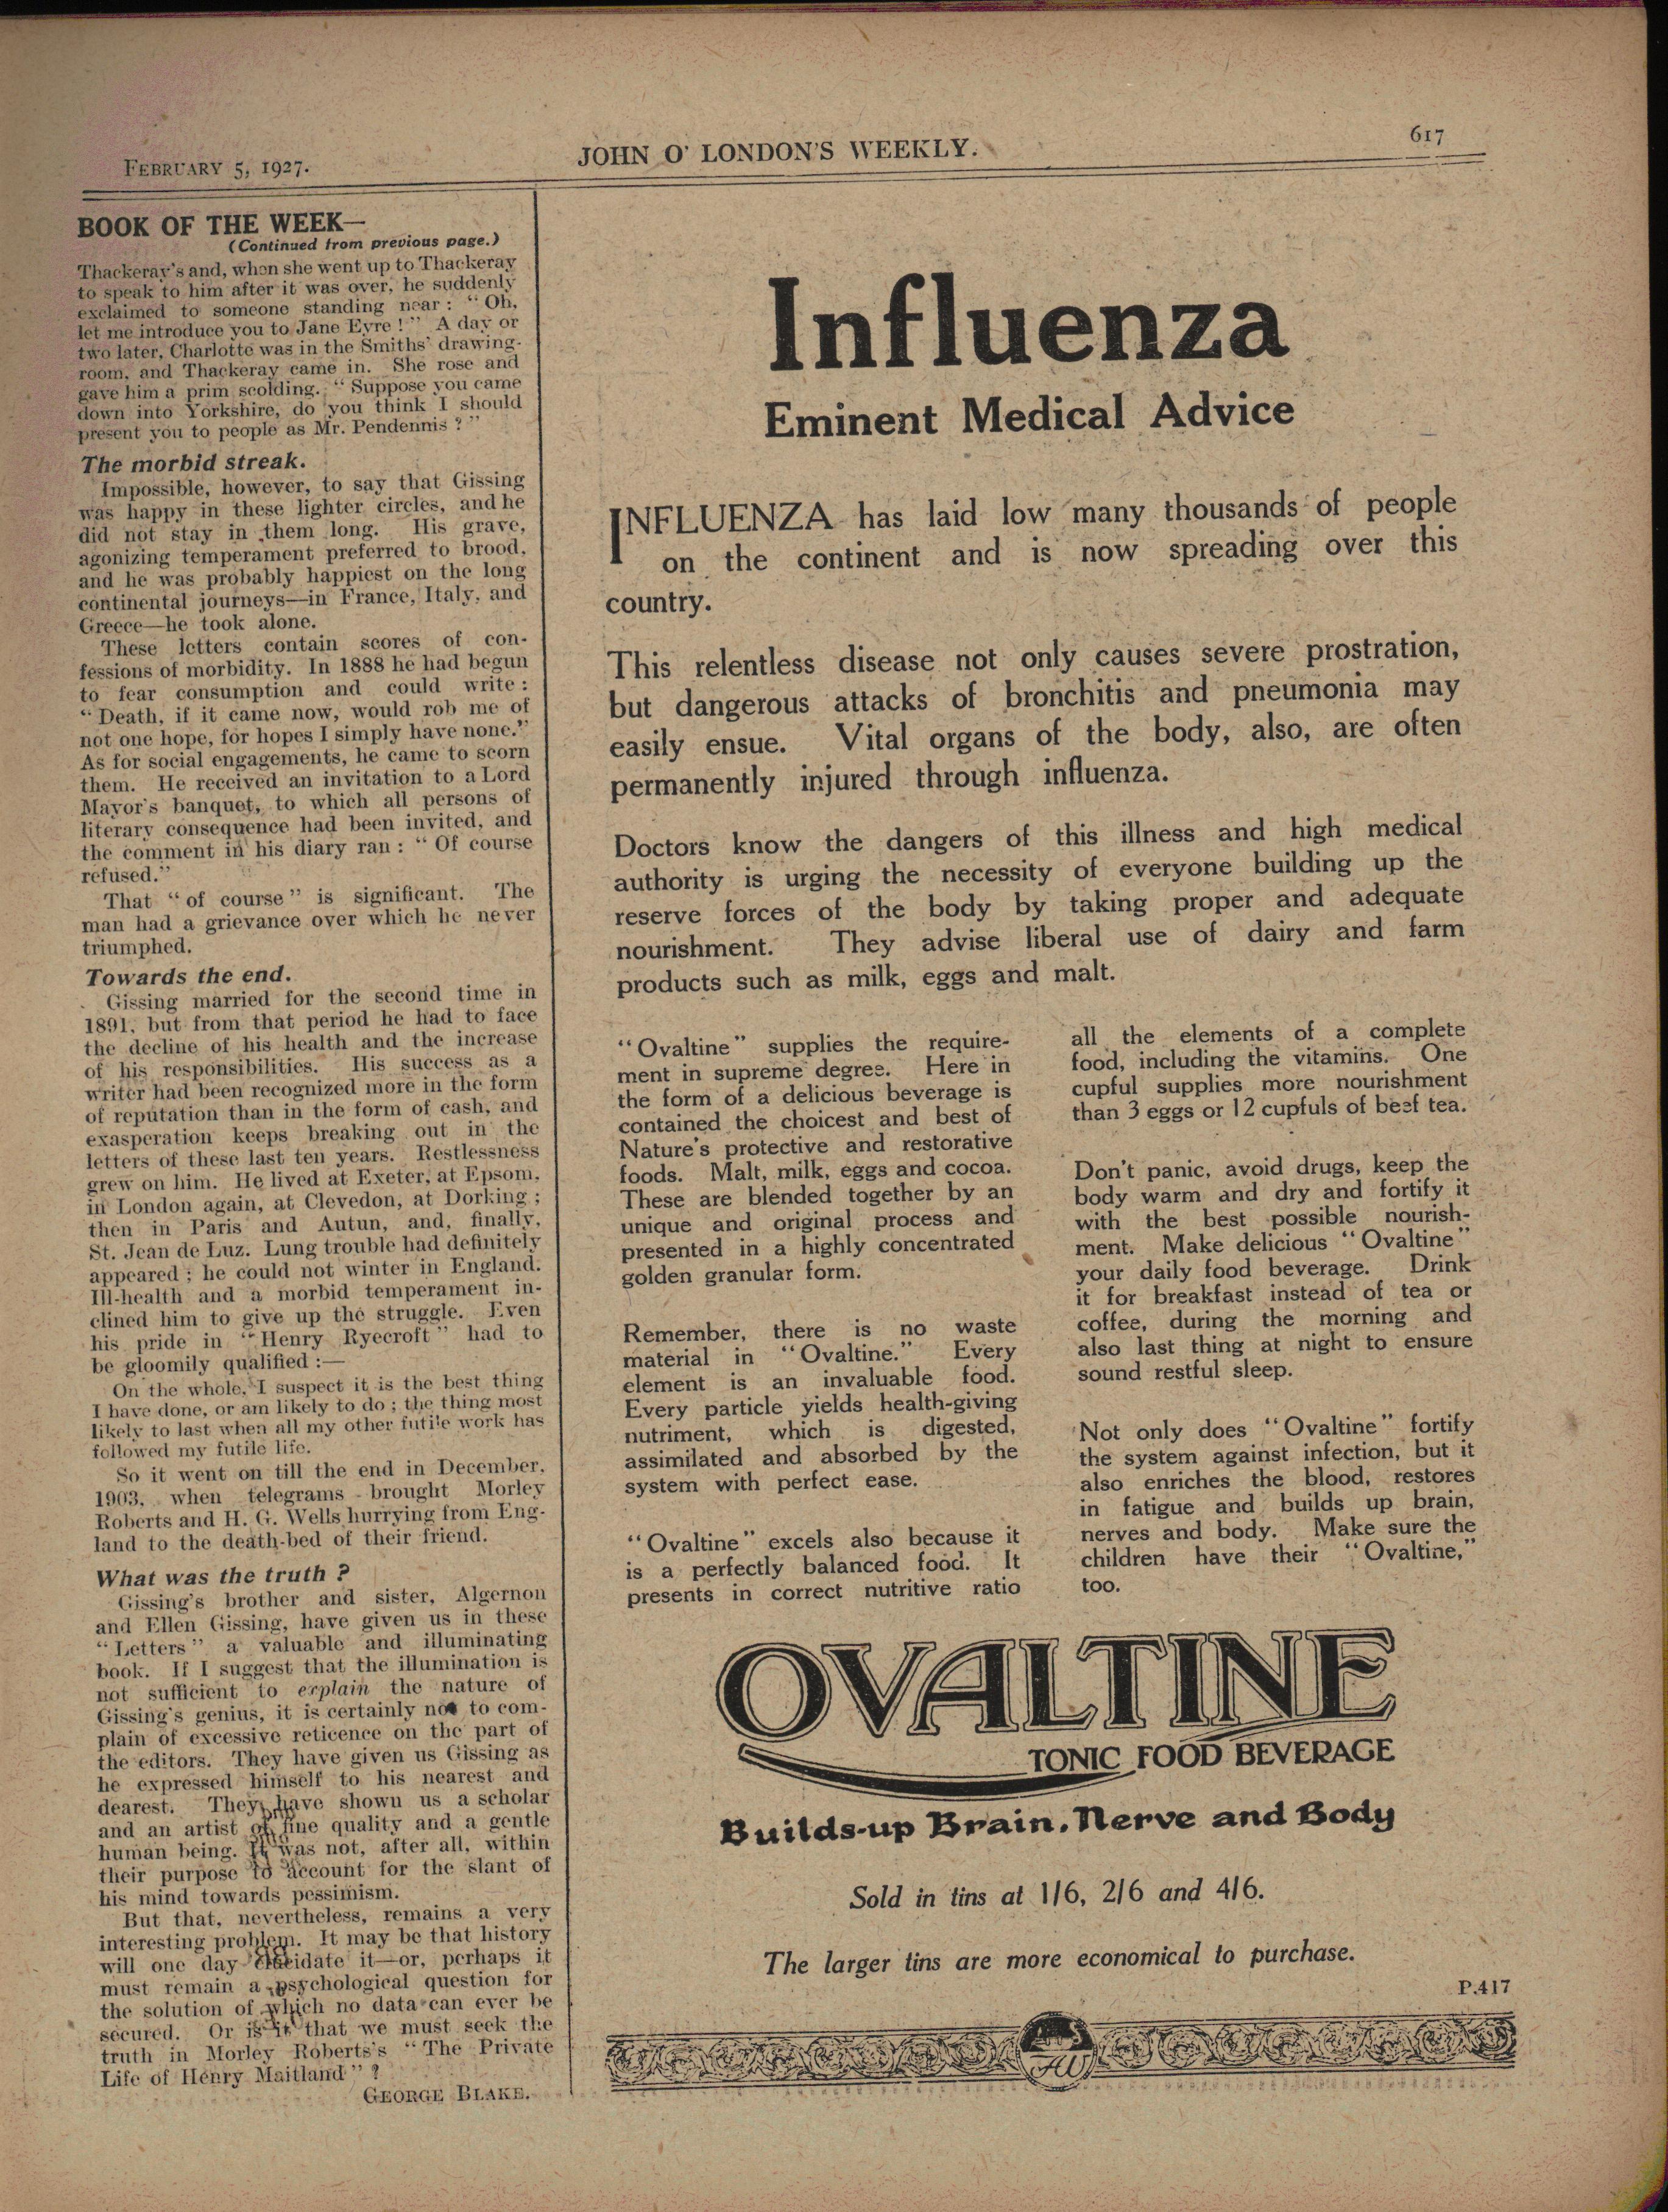 FEBRUARY 5, 1927.
JOHN O' LONDON'S WEEKLY.
617
BOOK OF THE WEEK—
(Continued from previous page.)
Thackeray's and, when she went up to Thackeray
to speak to him after it was over, he suddenly
exclaimed to someone standing near: "Oh,
let me introduce you to Jane Eyre!" A day or
two later, Charlotte was in the Smiths' drawing-
room, and Thackeray came in. She rose and
gave him a prim scolding. "Suppose you came
down into Yorkshire, do you think I should
present you to people as Mr. Pendennis?"
The morbid streak.
Impossible, however, to say that Gissing
was happy in these lighter circles, and he
did not stay in them long. His grave,
agonizing temperament preferred to brood,
and he was probably happiest on the long
continental journeys—in France, Italy, and
Greece—he took alone.
These letters contain scores of con-
fessions of morbidity. In 1888 he had begun
to fear consumption and could write:
"Death, if it came now, would rob me of
not one hope, for hopes I simply have none."
As for social engagements, he came to scorn
them. He received an invitation to a Lord
Mayor's banquet, to which all persons of
literary consequence had been invited, and
the comment in his diary ran: "Of course
refused."
That "of course" is significant. The
man had a grievance over which he never
triumphed.
Towards the end.
Gissing married for the second time in
1891, but from that period he had to face
the decline of his health and the increase
of his responsibilities. His success as a
writer had been recognized more in the form
of reputation than in the form of cash, and
exasperation keeps breaking out in the
letters of these last ten years. Restlessness
grew on him. He lived at Exeter, at Epsom,
in London again, at Clevedon, at Dorking;
then in Paris and Autun, and, finally,
St. Jean de Luz. Lung trouble had definitely
appeared; he could not winter in England.
Ill-health and a morbid temperament in-
clined him to give up the struggle. Even
his pride in "Henry Ryecroft" had to
be gloomily qualified:—
On the whole, I suspect it is the best thing
I have done, or am likely to do; the thing most
likely to last when all my other futile work has
followed my futile life.
So it went on till the end in December,
1903, when telegrams brought Morley
Roberts and H. G. Wells hurrying from Eng-
land to the death-bed of their friend.
What was the truth?
Gissing's brother and sister, Algernon
and Ellen Gissing, have given us in these
"Letters" a valuable and illuminating
book. If I suggest that the illumination is
not sufficient to explain the nature of
Gissing's genius, it is certainly not to com-
plain of excessive reticence on the part of
the editors. They have given us Gissing as
he expressed himself to his nearest and
dearest. They have shown us a scholar
and an artist of fine quality and a gentle
human being. It was not, after all, within
their purpose to account for the slant of
his mind towards pessimism.
But that, nevertheless, remains a very
interesting problem. It may be that history
will one day elucidate it—or, perhaps it
must remain a psychological question for
the solution of which no data can ever be
secured. Or is it that we must seek the
truth in Morley Roberts's "The Private
Life of Henry Maitland"?
GEORGE BLAKE.
Influenza
Eminent Medical Advice
INFLUENZA has laid low many thousands of people
on the continent and is now spreading over this
country.
This relentless disease not only causes severe prostration,
but dangerous attacks of bronchitis and pneumonia may
easily ensue. Vital organs of the body, also, are often
permanently injured through influenza.
Doctors know the dangers of this illness and high medical
authority is urging the necessity of everyone building up the
reserve forces of the body by taking proper and adequate
nourishment. They advise liberal use of dairy and farm
products such as milk, eggs and malt.
"Ovaltine" supplies the require-
ment in supreme degree. Here in
the form of a delicious beverage is
contained the choicest and best of
Nature's protective and restorative
foods. Malt, milk, eggs and cocoa.
These are blended together by an
unique and original process and
presented in a highly concentrated
golden granular form.
Remember, there is no waste
material in "Ovaltine." Every
element is an invaluable food.
Every particle yields health-giving
nutriment, which is digested,
assimilated and absorbed by the
system with perfect ease.
"Ovaltine" excels also because it
is a perfectly balanced food. It
presents in correct nutritive ratio
all the elements of a complete
food, including the vitamins. One
cupful supplies more nourishment
than 3 eggs or 12 cupfuls of beef tea.
Don't panic, avoid drugs, keep the
body warm and dry and fortify it
with the best possible nourish-
ment. Make delicious "Ovaltine"
your daily food beverage. Drink
it for breakfast instead of tea or
coffee, during the morning and
also last thing at night to ensure
sound restful sleep.
Not only does "Ovaltine" fortify
the system against infection, but it
also enriches the blood, restores
in fatigue and builds up brain,
nerves and body. Make sure the
children have their "Ovaltine,"
too.
OVALTINE
TONIC FOOD BEVERAGE
Builds-up Brain, Nerve and Body
Sold in tins at 1/6, 2/6 and 4/6.
The larger tins are more economical to purchase.
P.417